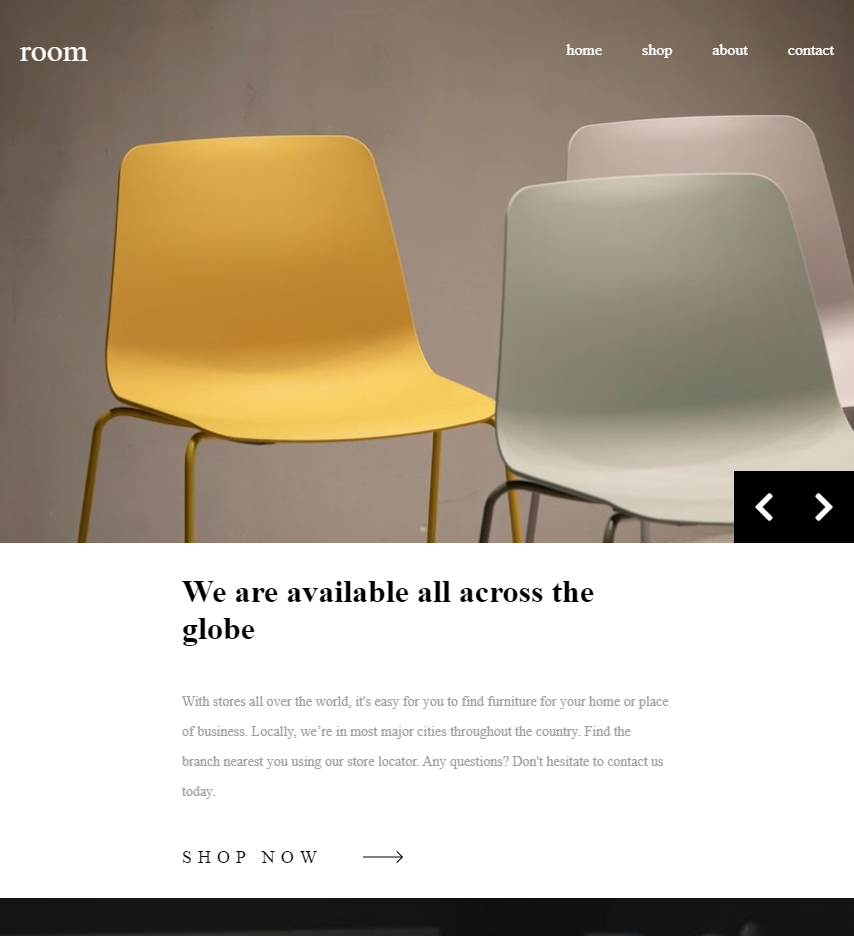 room
home shop about contact
We are available all across the
globe
With stores all over the world, it's easy for you to find furniture for your home or place
of business. Locally, we’re in most major cities throughout the country. Find the
branch nearest you using our store locator. Any questions? Don't hesitate to contact us
today.
SHOP NOW